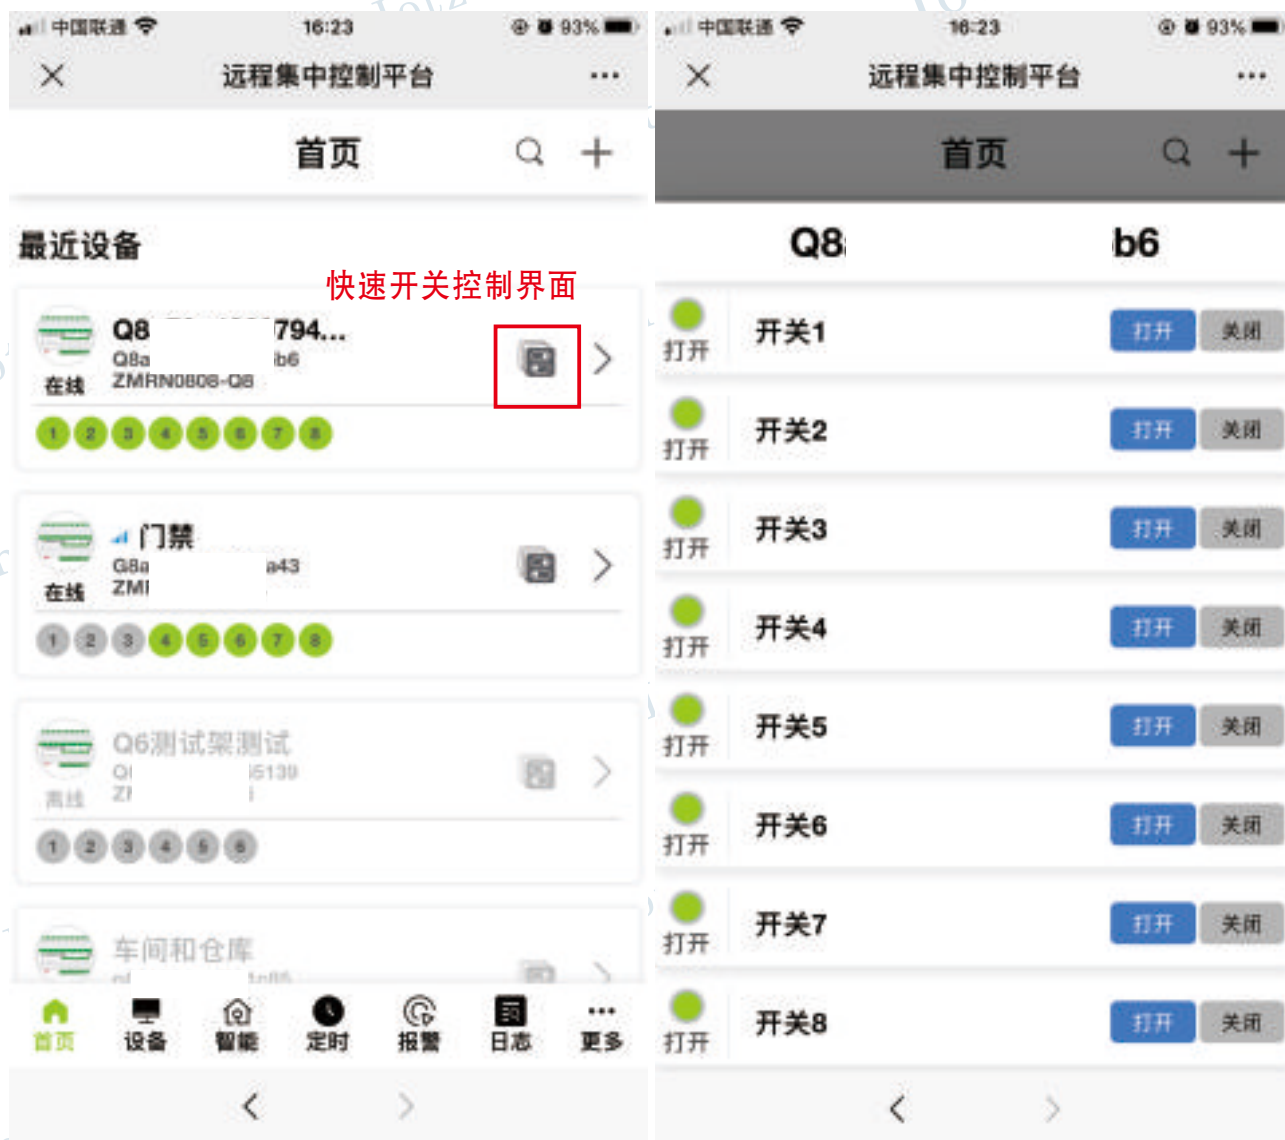 中国联通 16:23 93%
远程集中控制平台
首页
最近设备
快速开关控制界面
Q8 794...
Q8a b6
ZMRN0808-Q8
在线
1 2 3 4 5 6 7 8
门禁
G8a a43
ZM
在线
1 2 3 4 5 6 7 8
Q6测试架测试
65139
离线
1 2 3 4 5 6
车间和仓库
首页 设备 智能 定时 报警 日志 更多
中国联通 16:23 93%
远程集中控制平台
首页
Q8 b6
打开 开关1 打开 关闭
打开 开关2 打开 关闭
打开 开关3 打开 关闭
打开 开关4 打开 关闭
打开 开关5 打开 关闭
打开 开关6 打开 关闭
打开 开关7 打开 关闭
打开 开关8 打开 关闭